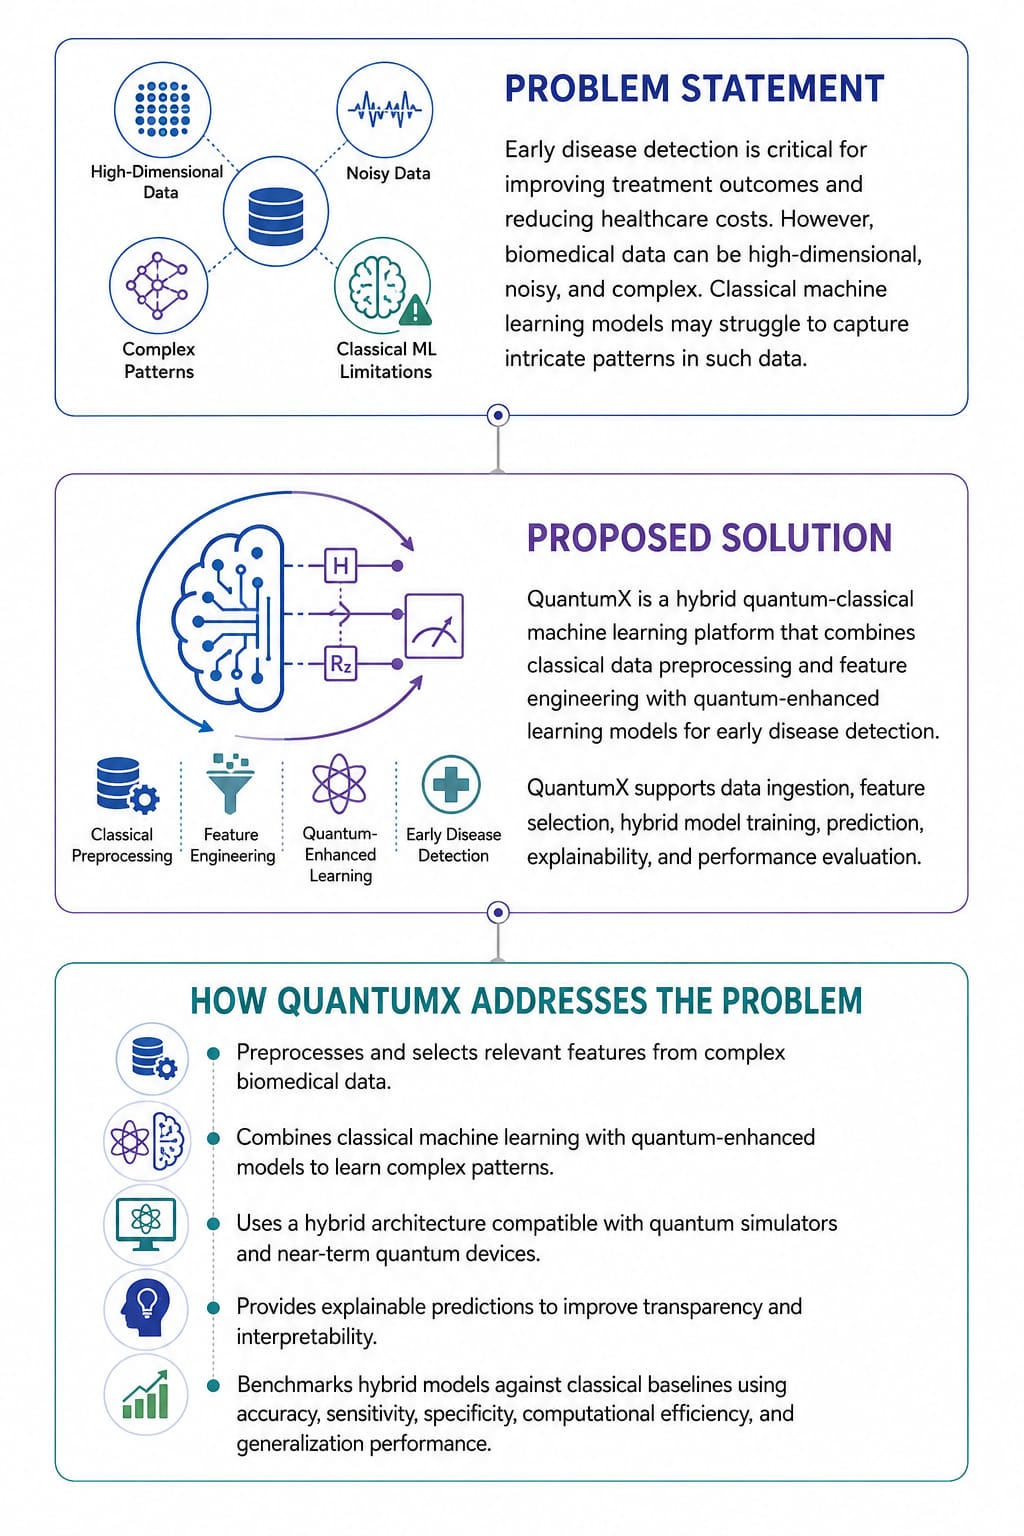 High-Dimensional
Data
Noisy Data
Complex
Patterns
Classical ML
Limitations
PROBLEM STATEMENT
Early disease detection is critical for
improving treatment outcomes and
reducing healthcare costs. However,
biomedical data can be high-dimensional,
noisy, and complex. Classical machine
learning models may struggle to capture
intricate patterns in such data.
H
Rz
Classical
Preprocessing
Feature
Engineering
Quantum-
Enhanced
Learning
Early Disease
Detection
PROPOSED SOLUTION
QuantumX is a hybrid quantum-classical
machine learning platform that combines
classical data preprocessing and feature
engineering with quantum-enhanced
learning models for early disease detection.
QuantumX supports data ingestion, feature
selection, hybrid model training, prediction,
explainability, and performance evaluation.
HOW QUANTUMX ADDRESSES THE PROBLEM
Preprocesses and selects relevant features from complex
biomedical data.
Combines classical machine learning with quantum-enhanced
models to learn complex patterns.
Uses a hybrid architecture compatible with quantum simulators
and near-term quantum devices.
Provides explainable predictions to improve transparency and
interpretability.
Benchmarks hybrid models against classical baselines using
accuracy, sensitivity, specificity, computational efficiency, and
generalization performance.